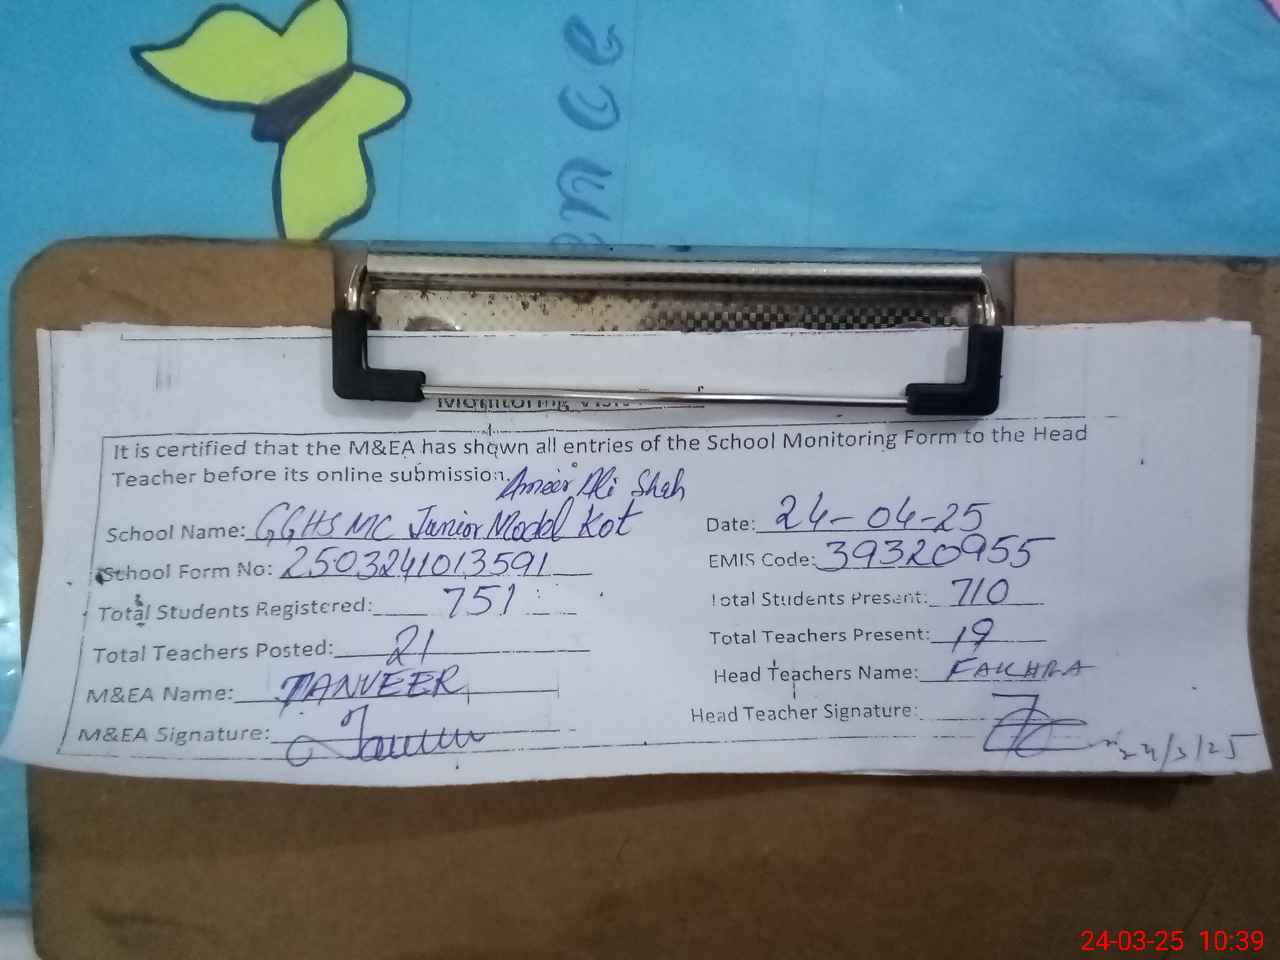 Monitoring Visit
It is certified that the M&EA has shown all entries of the School Monitoring Form to the Head
Teacher before its online submission.
Ameer Ali Shah
School Name: GGHS MC Junior Model Kot
Date: 24-04-25
School Form No: 2503241013591
EMIS Code: 39320955
Total Students Registered: 751
Total Students Present: 710
Total Teachers Posted: 21
Total Teachers Present: 19
M&EA Name: TANVEER
Head Teachers Name: FAKHRA
M&EA Signature:
Head Teacher Signature:
24/3/25
24-03-25 10:39